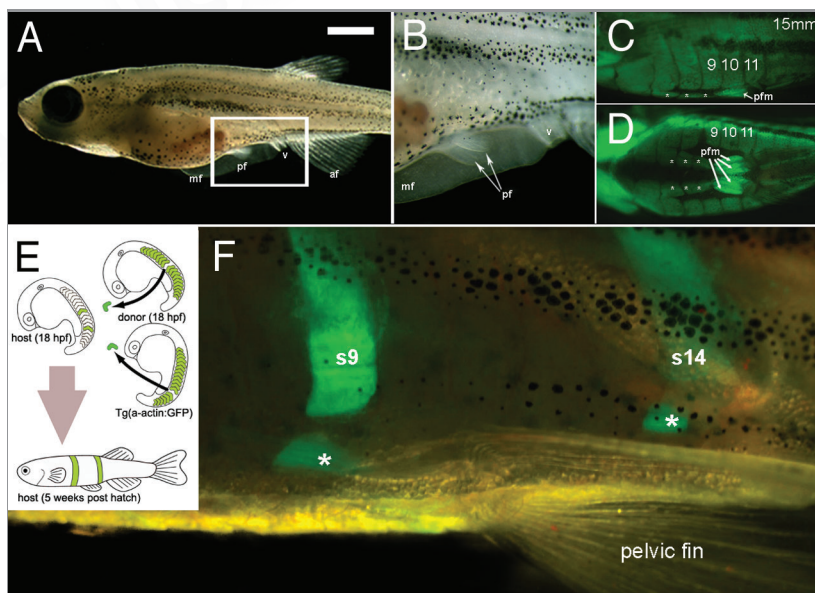 A
mf
pf
v
af
B
mf
v
pf
C
15mm
9 10 11
* * *
pfm
D
9 10 11
pfm
* * *
* * *
E
host (18 hpf)
donor (18 hpf)
Tg(a-actin:GFP)
host (5 weeks post hatch)
F
s9
s14
*
*
pelvic fin